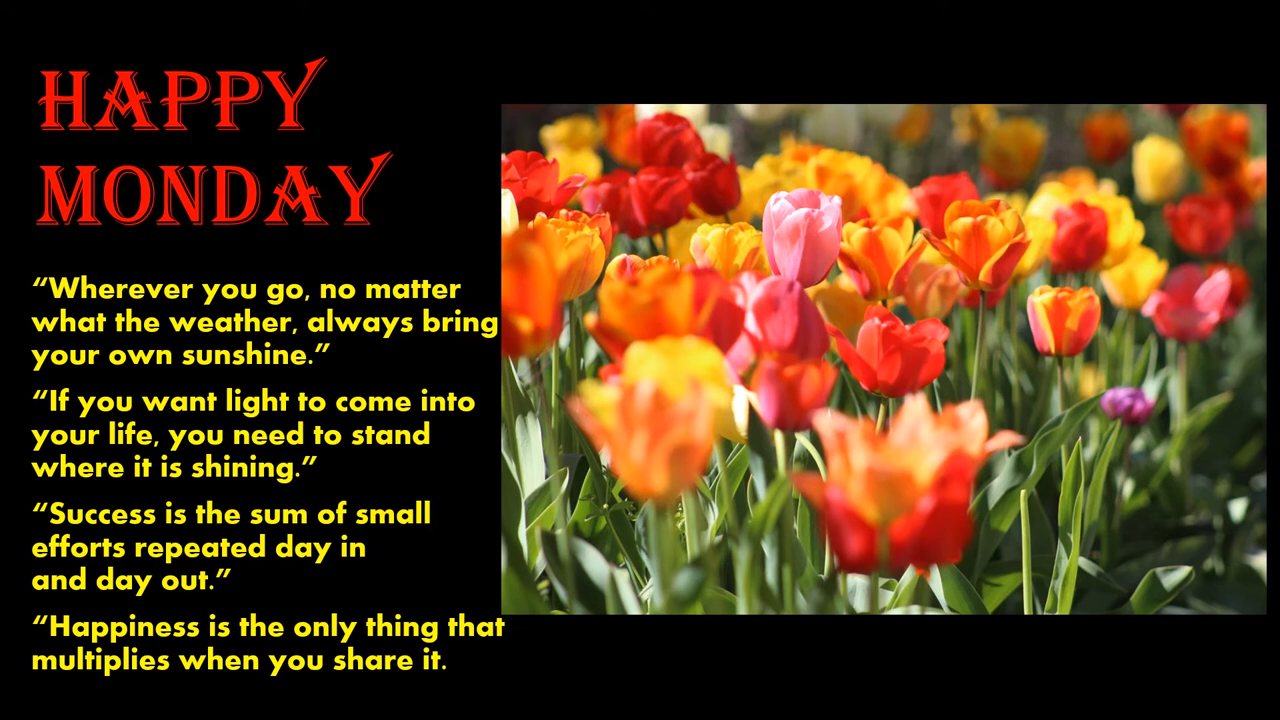 HAPPY
MONDAY
“Wherever you go, no matter
what the weather, always bring
your own sunshine.”
“If you want light to come into
your life, you need to stand
where it is shining.”
“Success is the sum of small
efforts repeated day in
and day out.”
“Happiness is the only thing that
multiplies when you share it.